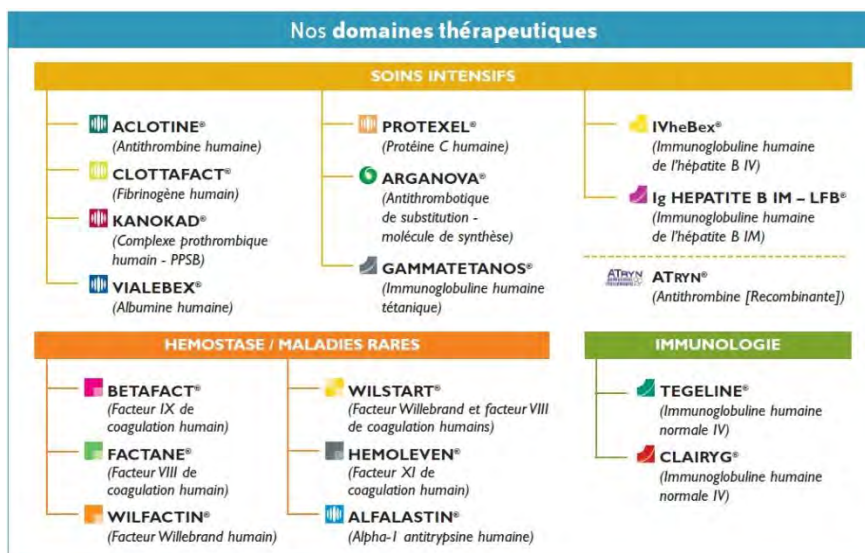 Nos domaines thérapeutiques
SOINS INTENSIFS
ACLOTINE®
(Antithrombine humaine)
CLOTTAFACT®
(Fibrinogène humain)
KANOKAD®
(Complexe prothrombique
humain - PPSB)
VIALEBEX®
(Albumine humaine)
PROTEXEL®
(Protéine C humaine)
ARGANOVA®
(Antithrombotique
de substitution -
molécule de synthèse)
GAMMATETANOS®
(Immunoglobuline humaine
tétanique)
IVheBex®
(Immunoglobuline humaine
de l'hépatite B IV)
Ig HEPATITE B IM – LFB®
(Immunoglobuline humaine
de l'hépatite B IM)
ATRYN
ATRYN®
(Antithrombine [Recombinante])
HEMOSTASE / MALADIES RARES
BETAFACT®
(Facteur IX de
coagulation humain)
FACTANE®
(Facteur VIII de
coagulation humain)
WILFACTIN®
(Facteur Willebrand humain)
WILSTART®
(Facteur Willebrand et facteur VIII
de coagulation humains)
HEMOLEVEN®
(Facteur XI de
coagulation humain)
ALFALASTIN®
(Alpha-1 antitrypsine humaine)
IMMUNOLOGIE
TEGELINE®
(Immunoglobuline humaine
normale IV)
CLAIRYG®
(Immunoglobuline humaine
normale IV)